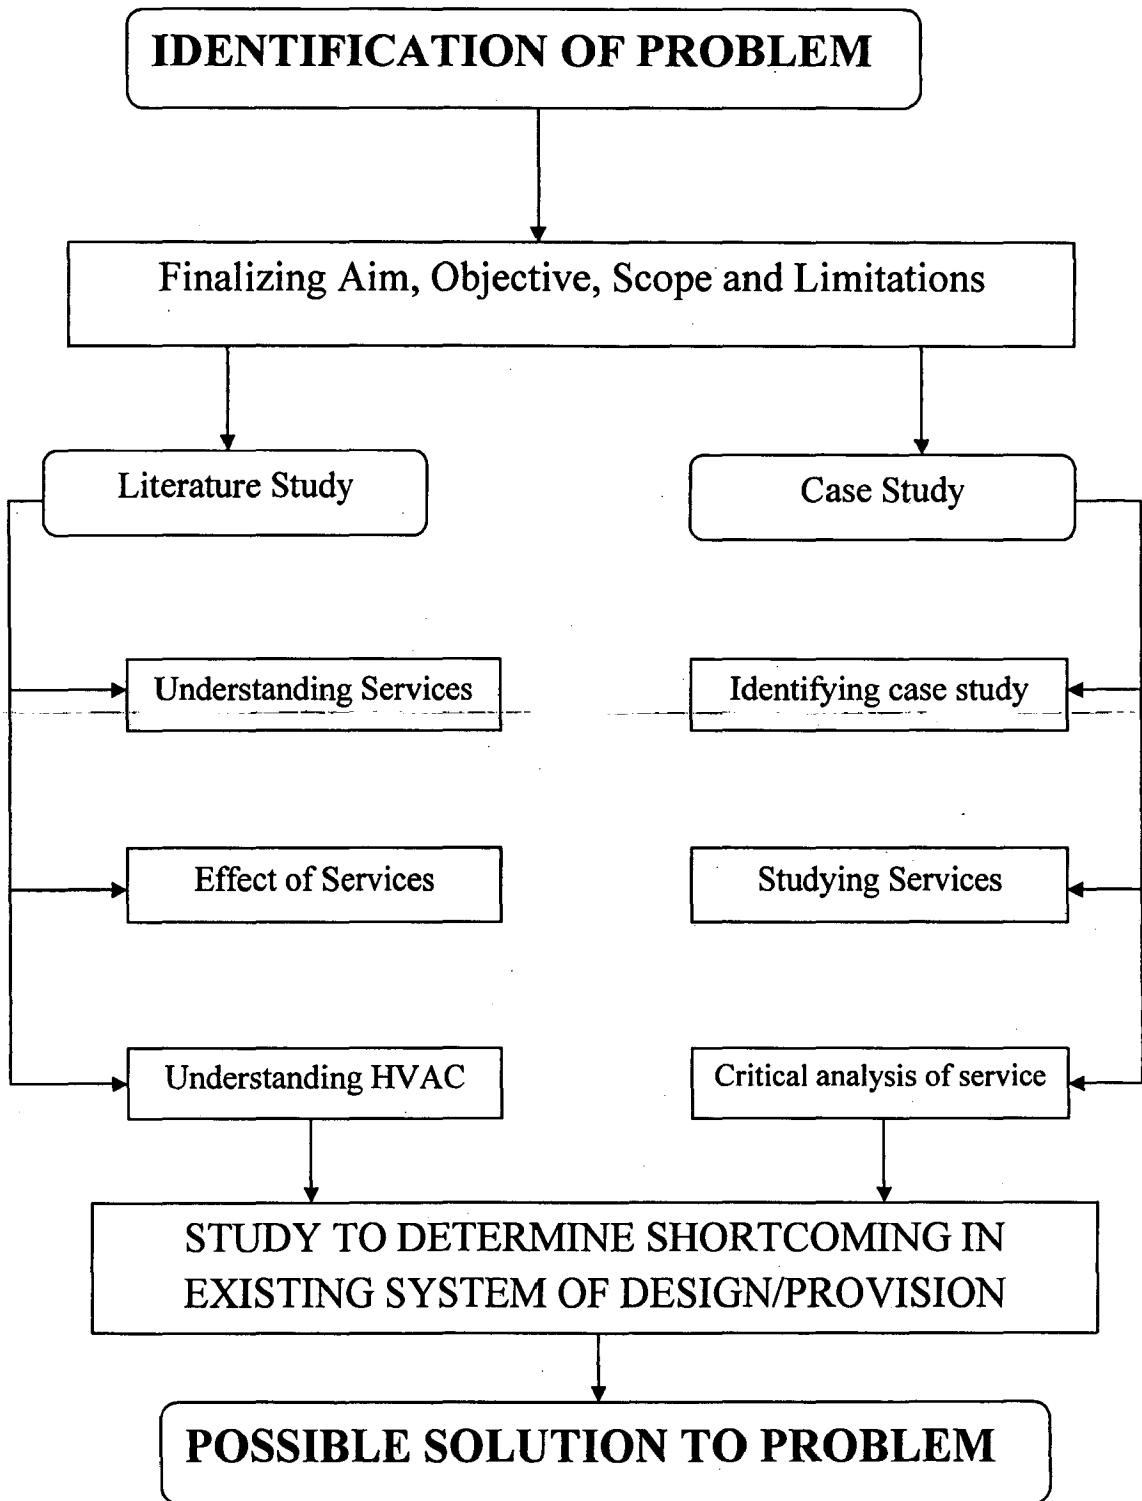 IDENTIFICATION OF PROBLEM
Finalizing Aim, Objective, Scope and Limitations
Literature Study
Case Study
Understanding Services
Identifying case study
Effect of Services
Studying Services
Understanding HVAC
Critical analysis of service
STUDY TO DETERMINE SHORTCOMING IN
EXISTING SYSTEM OF DESIGN/PROVISION
POSSIBLE SOLUTION TO PROBLEM